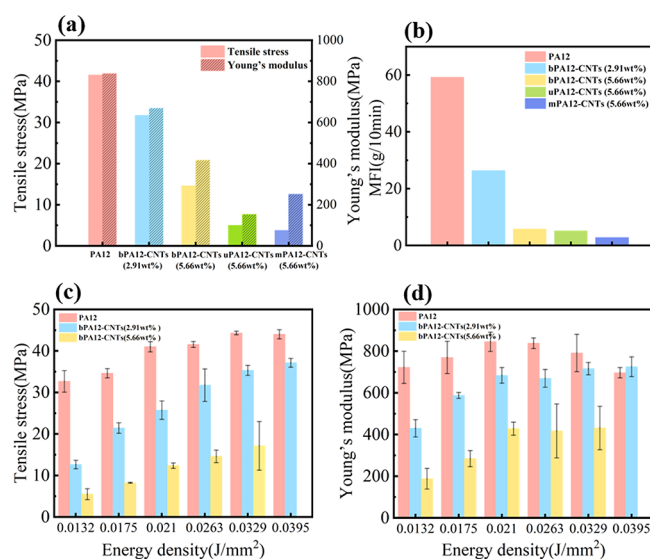 (a)
Tensile stress
Young's modulus
50
40
30
20
10
0
Tensile stress(MPa)
1000
800
600
400
200
0
Young's modulus(MPa)
PA12 bPA12-CNTs bPA12-CNTs uPA12-CNTs mPA12-CNTs
(2.91wt%) (5.66wt%) (5.66wt%) (5.66wt%)
(b)
PA12
bPA12-CNTs (2.91wt%)
bPA12-CNTs (5.66wt%)
uPA12-CNTs (5.66wt%)
mPA12-CNTs (5.66wt%)
60
40
20
0
MFI(g/10min)
(c)
PA12
bPA12-CNTs(2.91wt% )
bPA12-CNTs(5.66wt% )
50
40
30
20
10
0
Tensile stress(MPa)
0.0132 0.0175 0.021 0.0263 0.0329 0.0395
Energy density(J/mm²)
(d)
PA12
bPA12-CNTs(2.91wt% )
bPA12-CNTs(5.66wt% )
1000
800
600
400
200
0
Young's modulus(MPa)
0.0132 0.0175 0.021 0.0263 0.0329 0.0395
Energy density(J/mm²)